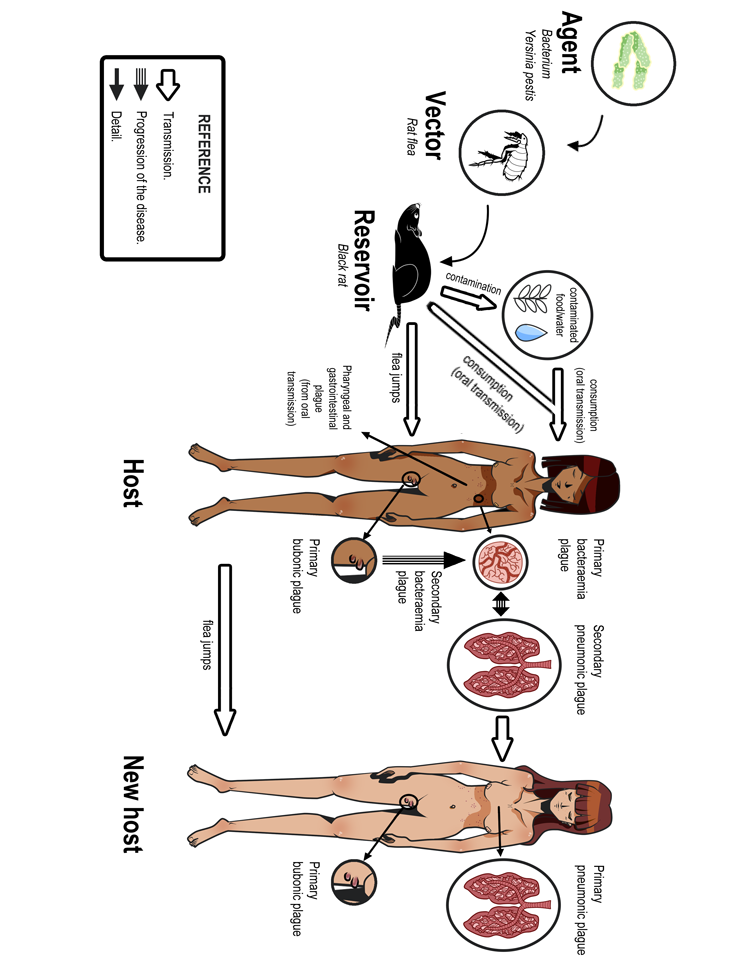 Agent
Bacterium
Yersinia pestis
Vector
Rat flea
Reservoir
Black rat
contamination
contaminated
food/water
consumption
(oral transmission)
consumption
(oral transmission)
flea jumps
Pharyngeal and
gastrointestinal
plague
(from oral
transmission)
Host
Primary
bacteraemia
plague
Primary
bubonic plague
Secondary
bacteraemia
plague
Secondary
pneumonic plague
flea jumps
New host
Primary
pneumonic plague
Primary
bubonic plague
REFERENCE
Transmission.
Progression of the disease.
Detail.